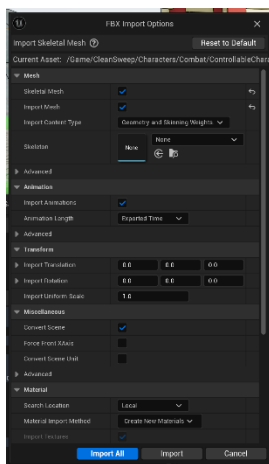 FBX Import Options
Import Skeletal Mesh
Reset to Default
Current Asset: /Game/CleanSweep/Characters/Combat/ControllableChara
Mesh
Skeletal Mesh
Import Mesh
Import Content Type Geometry and Skinning Weights
Skeleton None None
Advanced
Animation
Import Animations
Animation Length Exported Time
Advanced
Transform
Import Translation 0.0 0.0 0.0
Import Rotation 0.0 0.0 0.0
Import Uniform Scale 1.0
Miscellaneous
Convert Scene
Force Front XAxis
Convert Scene Unit
Advanced
Material
Search Location Local
Material Import Method Create New Materials
Import Textures
Import All Import Cancel